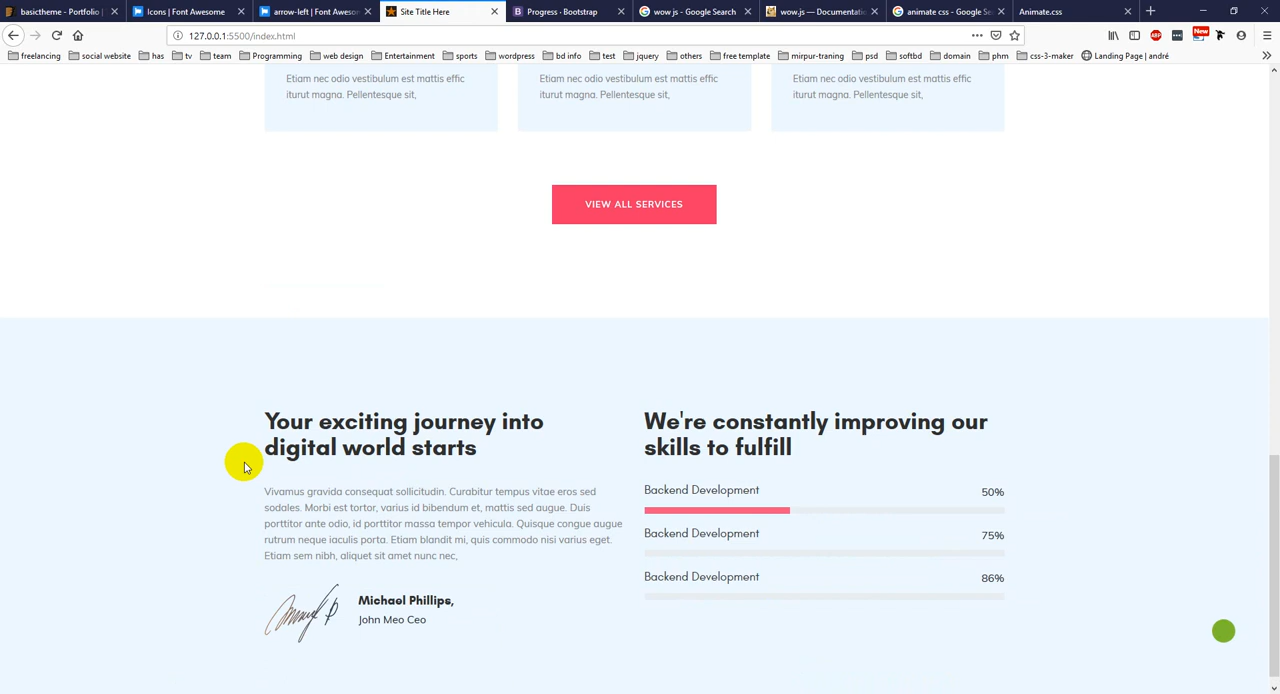 basictheme - Portfolio |
Icons | Font Awesome
arrow-left | Font Aweso
Site Title Here
Progress · Bootstrap
wow js - Google Search
wow.js — Documentatio
animate css - Google Se
Animate.css
127.0.0.1:5500/index.html
ABP
New
freelancing
social website
has
tv
team
Programming
web design
Entertainment
sports
wordpress
bd info
test
jquery
others
free template
mirpur-traning
psd
softbd
domain
phm
css-3-maker
Landing Page | andré
Etiam nec odio vestibulum est mattis effic
iturut magna. Pellentesque sit,
Etiam nec odio vestibulum est mattis effic
iturut magna. Pellentesque sit,
Etiam nec odio vestibulum est mattis effic
iturut magna. Pellentesque sit,
VIEW ALL SERVICES
Your exciting journey into
digital world starts
Vivamus gravida consequat sollicitudin. Curabitur tempus vitae eros sed
sodales. Morbi est tortor, varius id bibendum et, mattis sed augue. Duis
porttitor ante odio, id porttitor massa tempor vehicula. Quisque congue augue
rutrum neque iaculis porta. Etiam blandit mi, quis commodo nisi varius eget.
Etiam sem nibh, aliquet sit amet nunc nec,
Michael Phillips,
John Meo Ceo
We're constantly improving our
skills to fulfill
Backend Development 50%
Backend Development 75%
Backend Development 86%